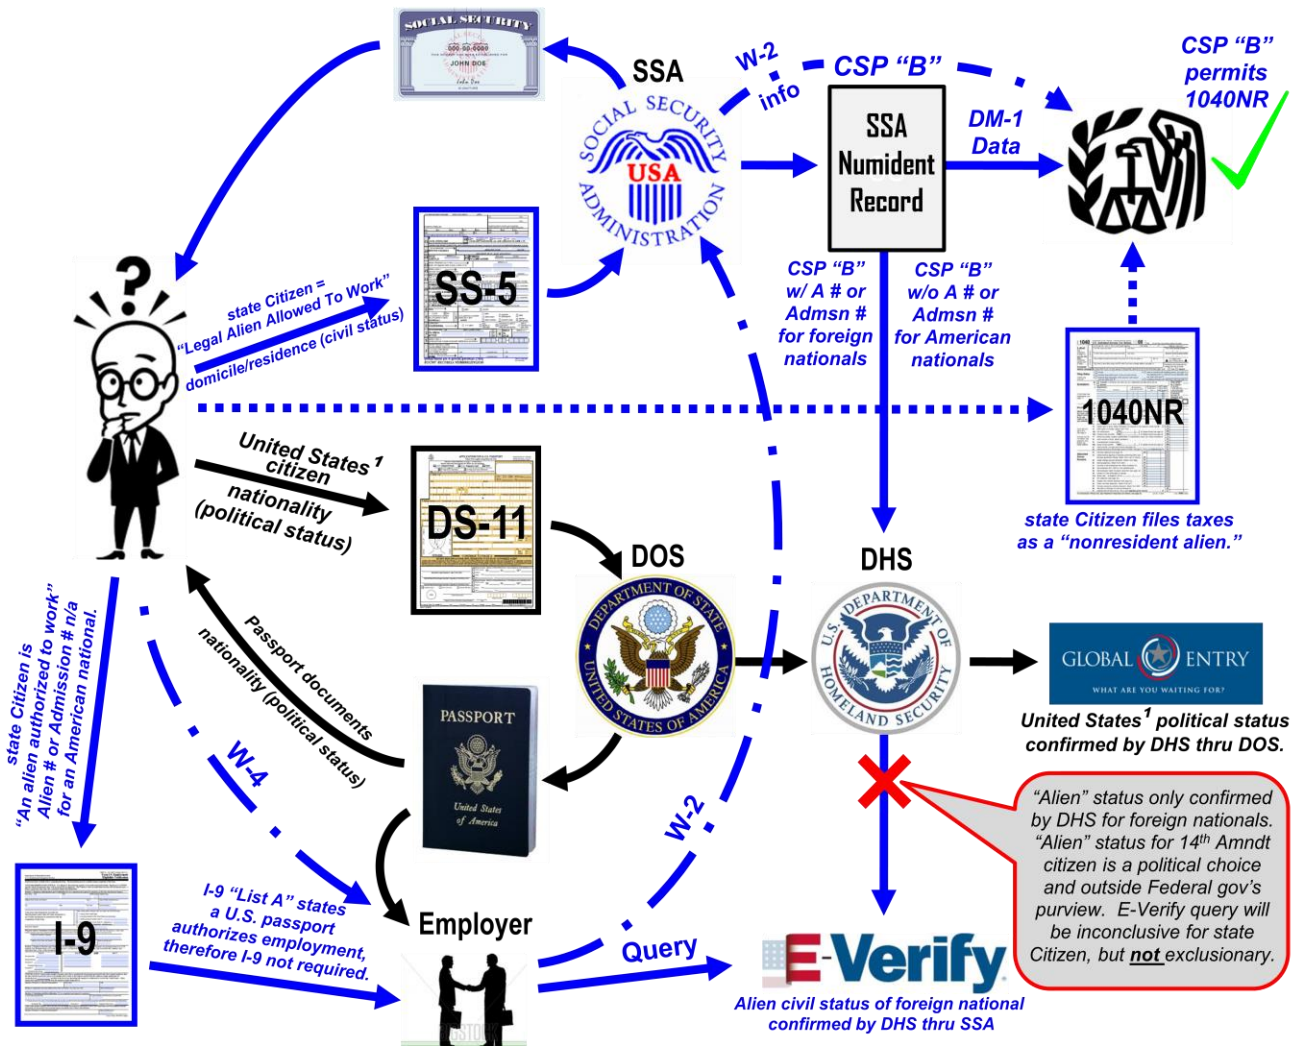 SOCIAL SECURITY
000-00-0000
JOHN DOE
SSA
SOCIAL SECURITY ADMINISTRATION
USA
W-2
info
CSP “B”
SSA
Numident
Record
DM-1
Data
CSP “B”
permits
1040NR
?
state Citizen =
“Legal Alien Allowed To Work”
domicile/residence (civil status)
SS-5
CSP “B”
w/ A # or
Admsn #
for foreign
nationals
CSP “B”
w/o A # or
Admsn #
for American
nationals
1040
1040NR
state Citizen files taxes
as a “nonresident alien.”
United States¹
citizen
nationality
(political status)
DS-11
DOS
DEPARTMENT OF STATE
UNITED STATES OF AMERICA
DHS
U.S. DEPARTMENT OF
HOMELAND SECURITY
GLOBAL ENTRY
WHAT ARE YOU WAITING FOR?
United States¹ political status
confirmed by DHS thru DOS.
Passport documents
nationality (political status)
PASSPORT
United States
of America
state Citizen is
“An alien authorized to work”
Alien # or Admission # n/a
for an American national.
W-4
W-2
“Alien” status only confirmed
by DHS for foreign nationals.
“Alien” status for 14th Amndt
citizen is a political choice
and outside Federal gov’s
purview. E-Verify query will
be inconclusive for state
Citizen, but not exclusionary.
I-9
I-9 “List A” states
a U.S. passport
authorizes employment,
therefore I-9 not required.
Employer
Query
E-Verify
Alien civil status of foreign national
confirmed by DHS thru SSA